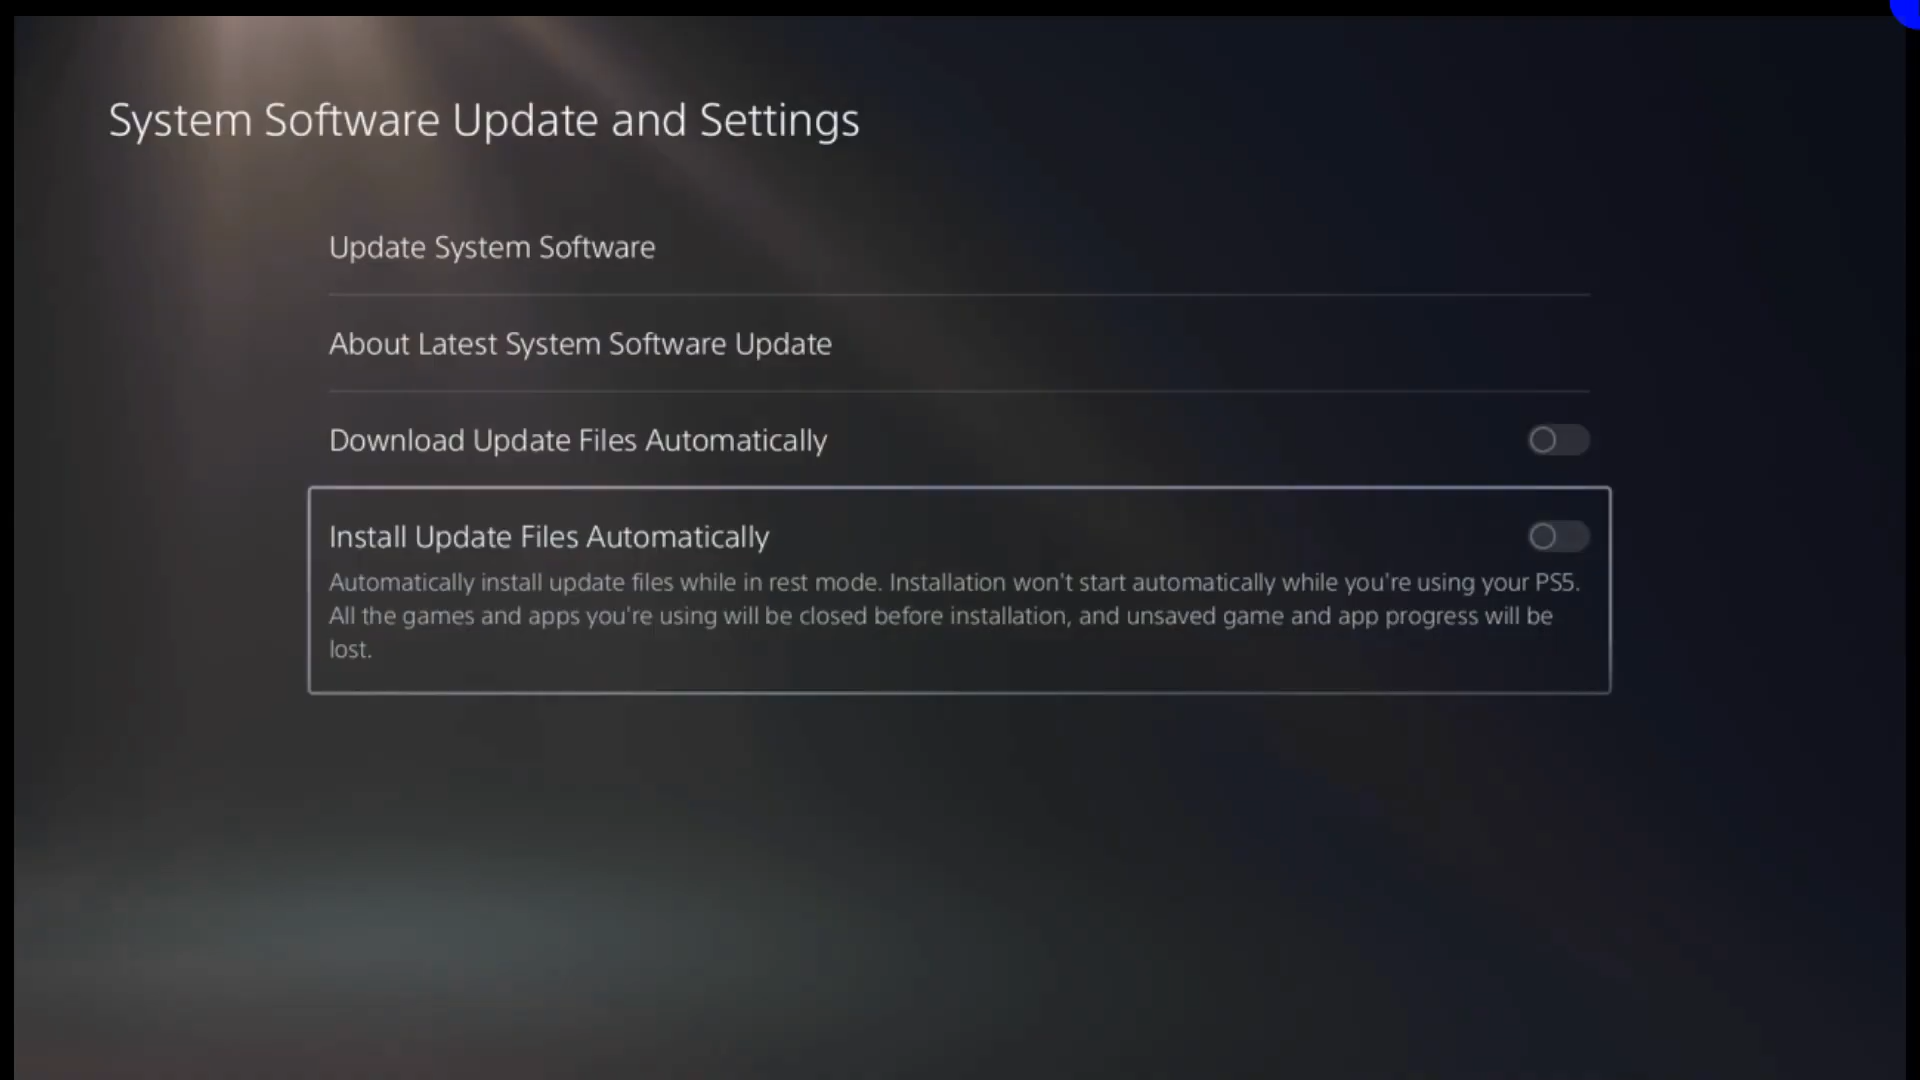 System Software Update and Settings
Update System Software
About Latest System Software Update
Download Update Files Automatically
Install Update Files Automatically
Automatically install update files while in rest mode. Installation won't start automatically while you're using your PS5.
All the games and apps you're using will be closed before installation, and unsaved game and app progress will be
lost.